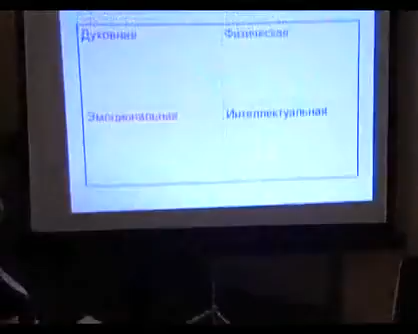 Духовная Физическая
Эмоциональная Интеллектуальная